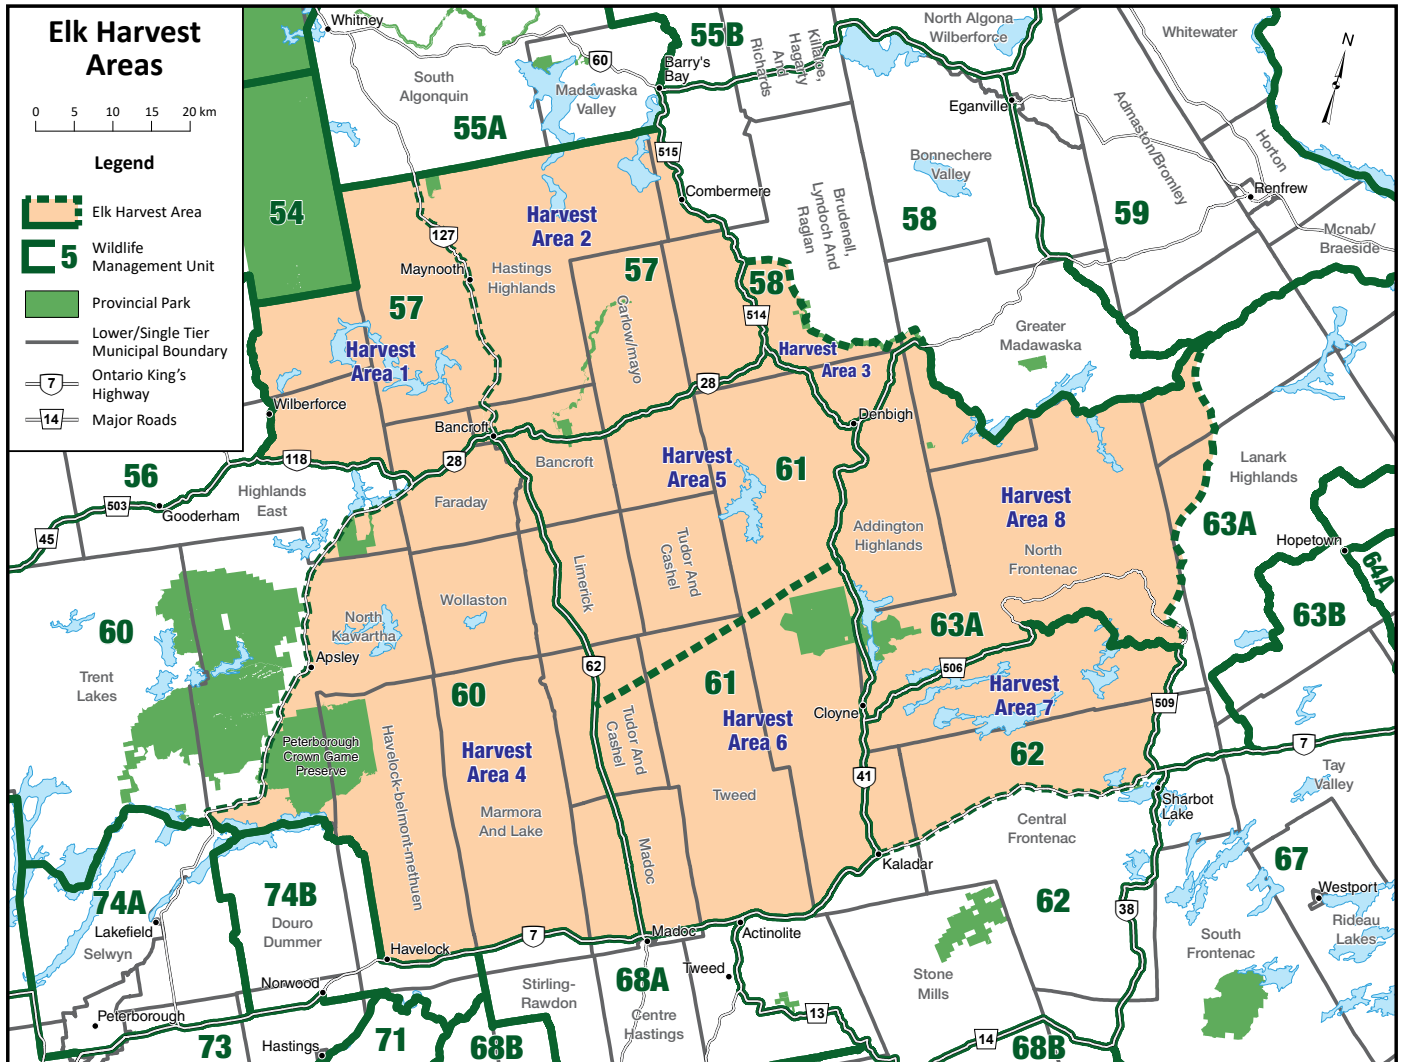 Elk Harvest
Areas
0 5 10 15 20 km
Legend
Elk Harvest Area
5
Wildlife
Management Unit
Provincial Park
Lower/Single Tier
Municipal Boundary
7
Ontario King's
Highway
14
Major Roads
N
Whitney
South
Algonquin
55A
60
Madawaska
Valley
55B
Barry's
Bay
Killaloe,
Hagarty
And
Richards
North Algona
Wilberforce
Whitewater
Eganville
Admaston/Bromley
Horton
Renfrew
Mcnab/
Braeside
Bonnechere
Valley
58
59
54
515
Combermere
Brudenell,
Lyndoch And
Raglan
Harvest
Area 2
127
Maynooth
Hastings
Highlands
57
57
Carlow/mayo
58
514
Harvest
Area 1
Harvest
Area 3
Greater
Madawaska
28
Wilberforce
Bancroft
Denbigh
118
28
Bancroft
Harvest
Area 5
61
Lanark
Highlands
56
Highlands
East
503
Gooderham
45
Faraday
Harvest
Area 8
North
Frontenac
Addington
Highlands
63A
Hopetown
64A
63B
Limerick
Tudor And
Cashel
Wollaston
North
Kawartha
60
Trent
Lakes
Apsley
62
63A
506
60
61
Harvest
Area 7
509
Cloyne
Harvest
Area 6
Tudor And
Cashel
Peterborough
Crown Game
Preserve
Havelock-belmont-methuen
Harvest
Area 4
Marmora
And Lake
Tweed
41
62
7
Tay
Valley
Sharbot
Lake
Central
Frontenac
Kaladar
Madoc
67
Westport
Rideau
Lakes
74A
Lakefield
Selwyn
74B
Douro
Dummer
Havelock
7
Madoc
Actinolite
62
38
South
Frontenac
Norwood
Stirling-
Rawdon
68A
Tweed
Centre
Hastings
Stone
Mills
13
14
68B
Peterborough
73
Hastings
71
68B